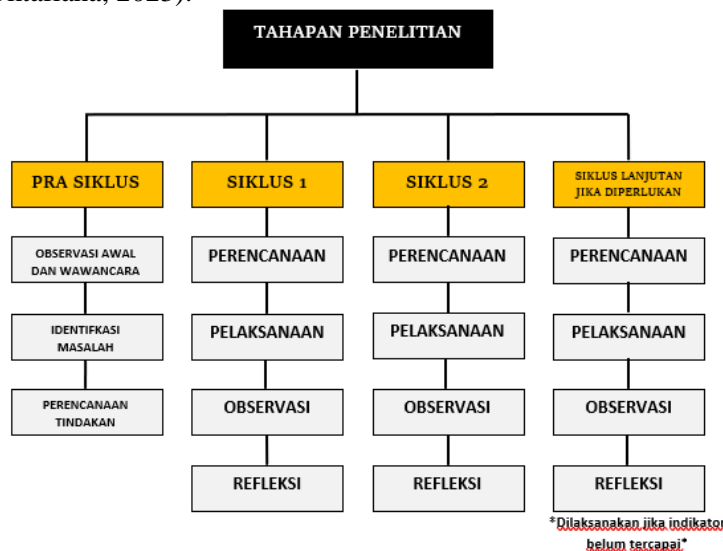 2023).
TAHAPAN PENELITIAN
PRA SIKLUS
SIKLUS 1
SIKLUS 2
SIKLUS LANJUTAN
JIKA DIPERLUKAN
OBSERVASI AWAL
DAN WAWANCARA
PERENCANAAN
PERENCANAAN
PERENCANAAN
IDENTIFKASI
MASALAH
PELAKSANAAN
PELAKSANAAN
PELAKSANAAN
PERENCANAAN
TINDAKAN
OBSERVASI
OBSERVASI
OBSERVASI
REFLEKSI
REFLEKSI
REFLEKSI
*Dilaksanakan jika indikator
belum tercapai*